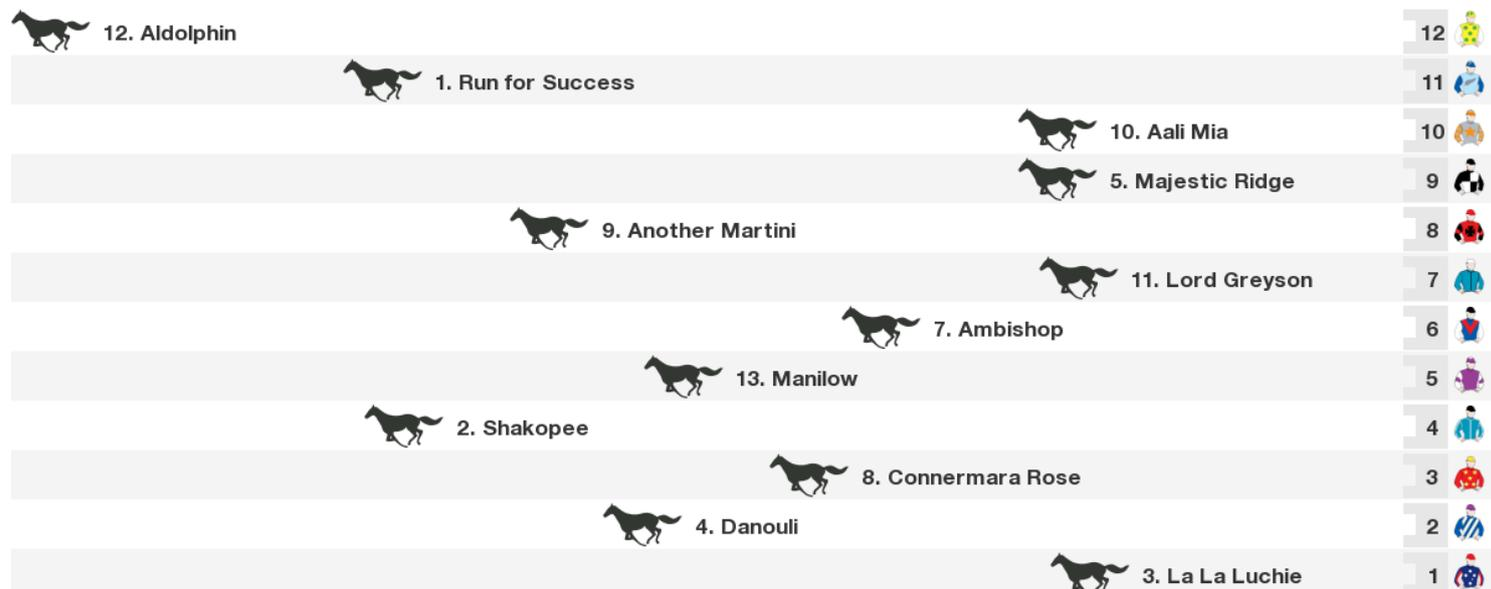 12. Aldolphin 12
1. Run for Success 11
10. Aali Mia 10
5. Majestic Ridge 9
9. Another Martini 8
11. Lord Greyson 7
7. Ambishop 6
13. Manilow 5
2. Shakopee 4
8. Connermara Rose 3
4. Danouli 2
3. La La Luchie 1